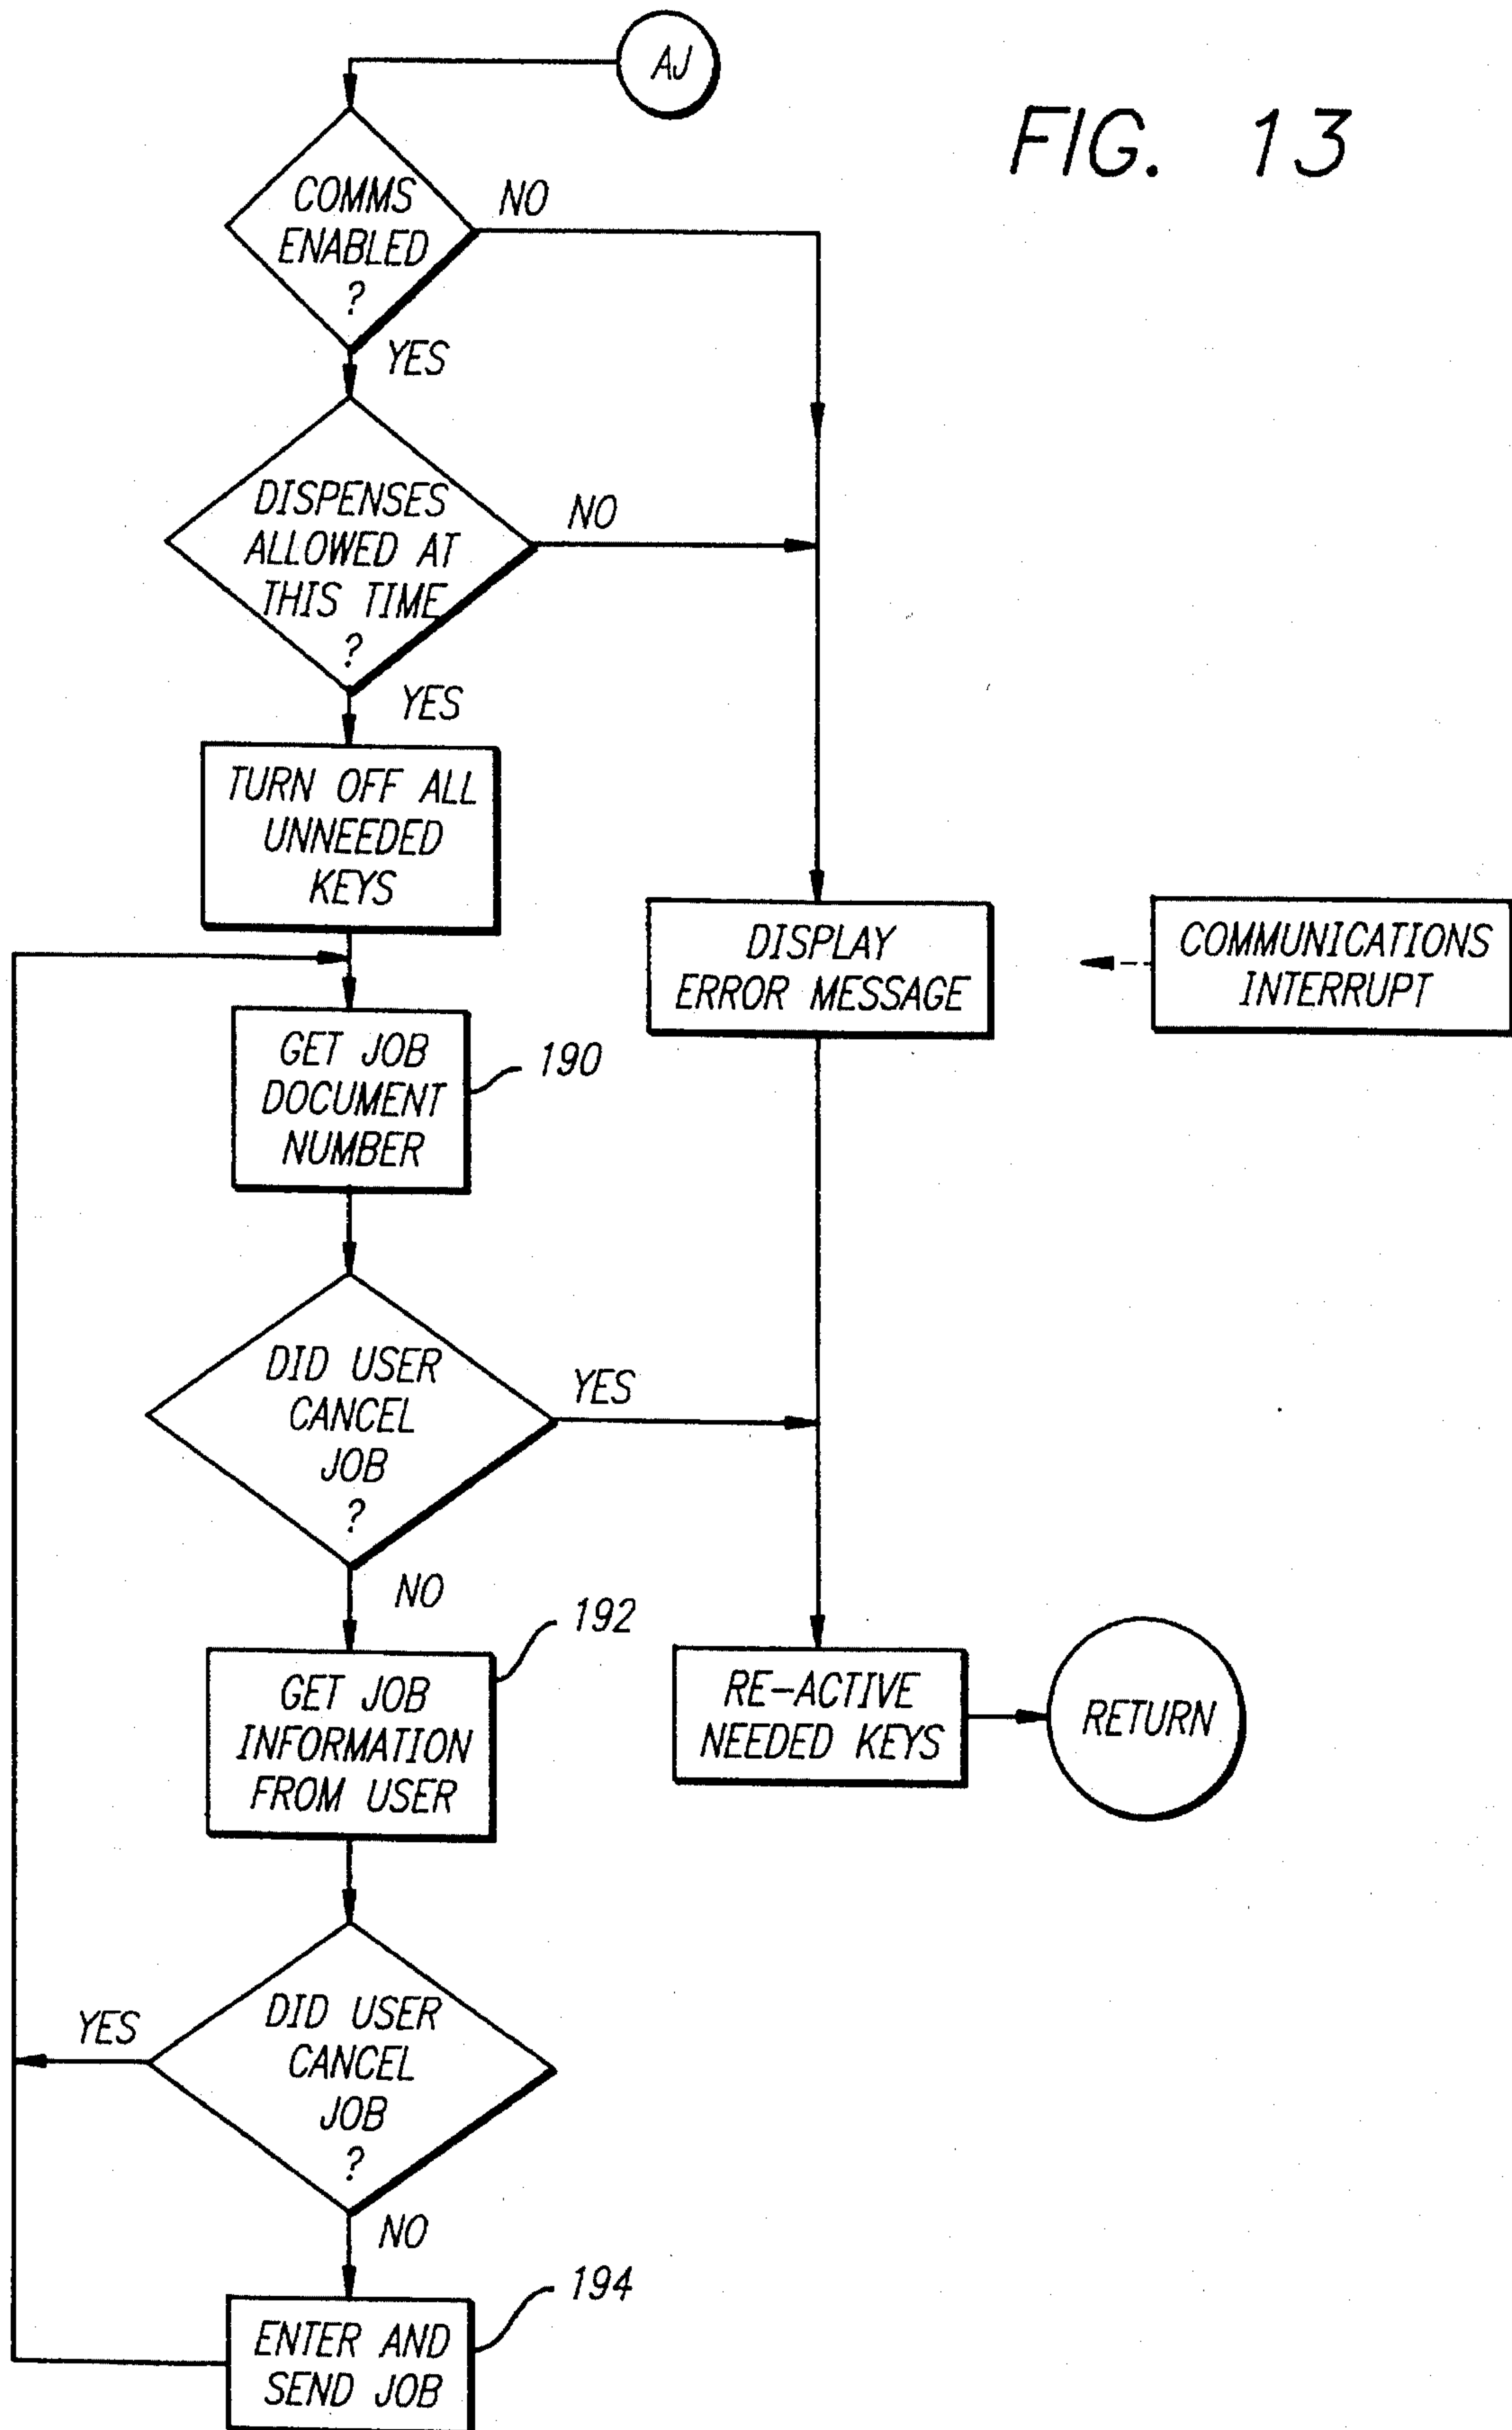 AJ
FIG. 13
COMMS
ENABLED
?
NO
YES
DISPENSES
ALLOWED AT
THIS TIME
?
NO
YES
TURN OFF ALL
UNNEEDED
KEYS
DISPLAY
ERROR MESSAGE
COMMUNICATIONS
INTERRUPT
GET JOB
DOCUMENT
NUMBER
190
DID USER
CANCEL
JOB
?
YES
NO
192
GET JOB
INFORMATION
FROM USER
RE-ACTIVE
NEEDED KEYS
RETURN
DID USER
CANCEL
JOB
?
YES
NO
194
ENTER AND
SEND JOB